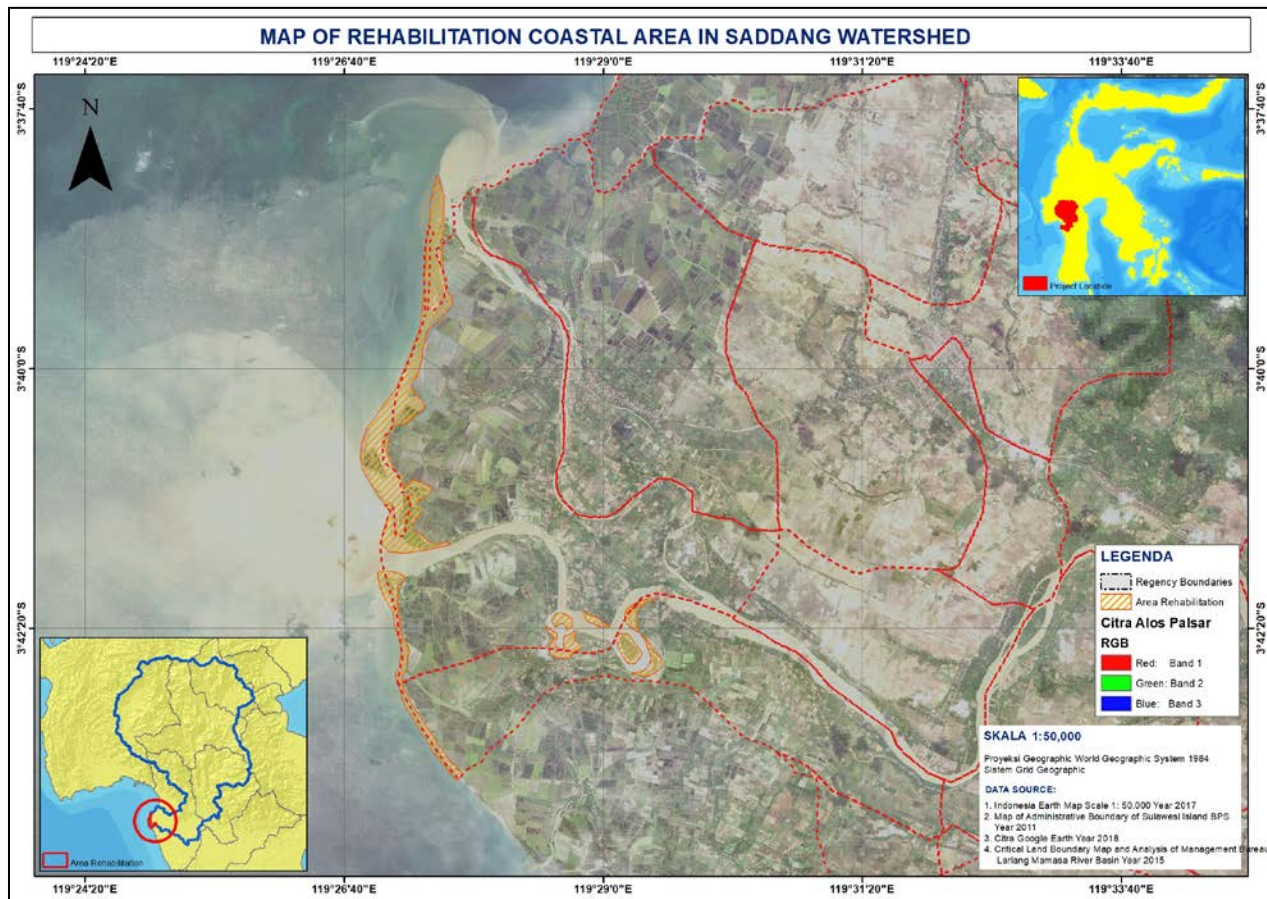 MAP OF REHABILITATION COASTAL AREA IN SADDANG WATERSHED
119°24'20"E 119°26'40"E 119°29'0"E 119°31'20"E 119°33'40"E
3°37'40"S 3°37'40"S
N
Project Location
3°40'0"S 3°40'0"S
LEGENDA
Regency Boundaries
Area Rehabilitation
Citra Alos Palsar
RGB
Red: Band 1
Green: Band 2
Blue: Band 3
3°42'20"S 3°42'20"S
SKALA 1:50,000
Proyeksi Geographic World Geographic System 1984
Sistem Grid Geographic
DATA SOURCE:
1. Indonesia Earth Map Scale 1: 50.000 Year 2017
2. Map of Administrative Boundary of Sulawesi Island BPS
Year 2011
3. Citra Google Earth Year 2018
4. Critical Land Boundary Map and Analysis of Management Bureau
Lariang Mamasa River Basin Year 2015
Area Rehabilitation
119°24'20"E 119°26'40"E 119°29'0"E 119°31'20"E 119°33'40"E